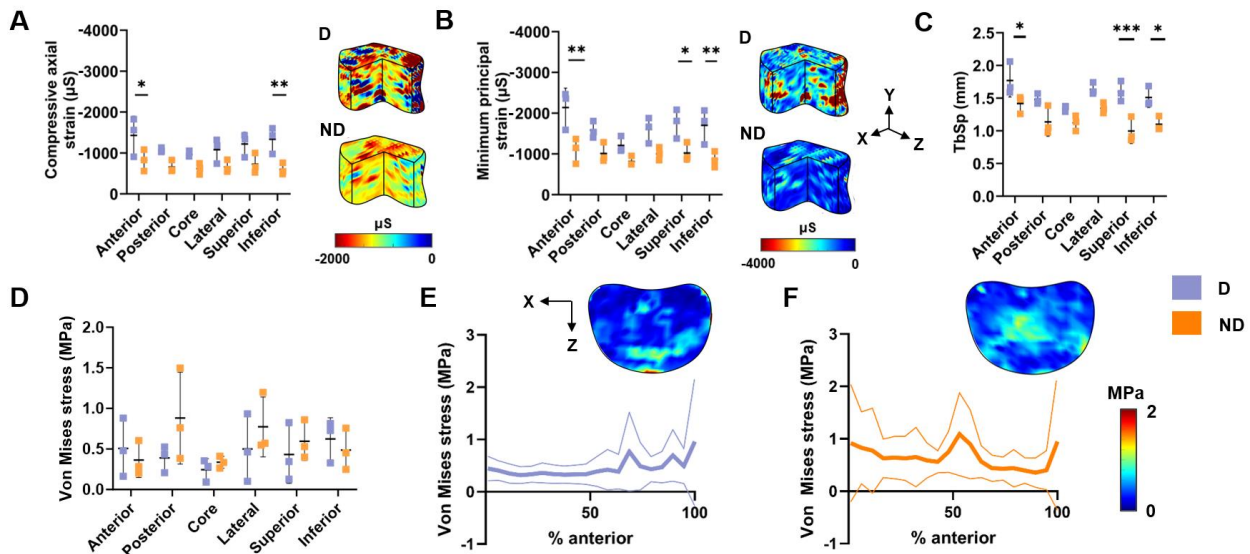 A
Compressive axial
strain (µS)
-4000
-3000
-2000
-1000
0
*
**
Anterior
Posterior
Core
Lateral
Superior
Inferior
D
ND
µS
-2000
0
B
Minimum principal
strain (µS)
-4000
-3000
-2000
-1000
0
**
*
**
Anterior
Posterior
Core
Lateral
Superior
Inferior
D
ND
µS
-4000
0
Y
X
Z
C
TbSp (mm)
2.5
2.0
1.5
1.0
0.5
0.0
*
***
*
Anterior
Posterior
Core
Lateral
Superior
Inferior
D
Von Mises stress (MPa)
2.0
1.5
1.0
0.5
0.0
Anterior
Posterior
Core
Lateral
Superior
Inferior
E
X
Z
Von Mises stress (MPa)
3
2
1
0
-1
50
100
% anterior
F
Von Mises stress (MPa)
3
2
1
0
-1
50
100
% anterior
D
ND
MPa
2
0